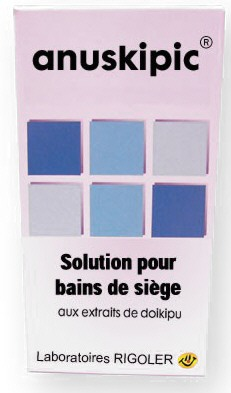 anuskipic®
Solution pour
bains de siège
aux extraits de doikipu
Laboratoires RIGOLER